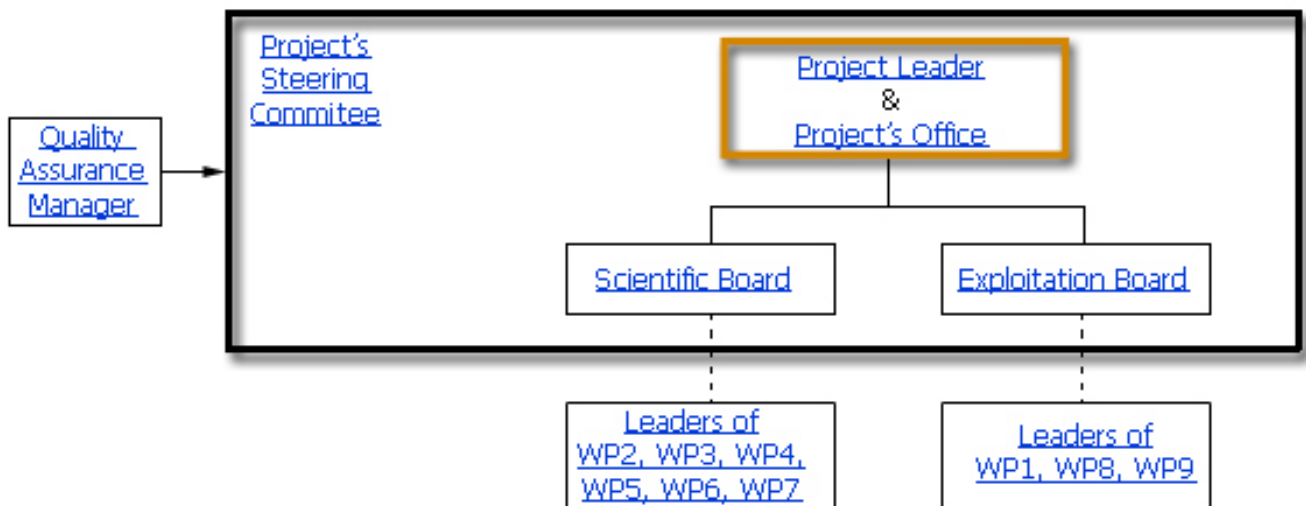 Project's
Steering
Commitee
Project Leader
&
Project's Office
Quality
Assurance
Manager
Scientific Board
Exploitation Board
Leaders of
WP2, WP3, WP4,
WP5, WP6, WP7
Leaders of
WP1, WP8, WP9